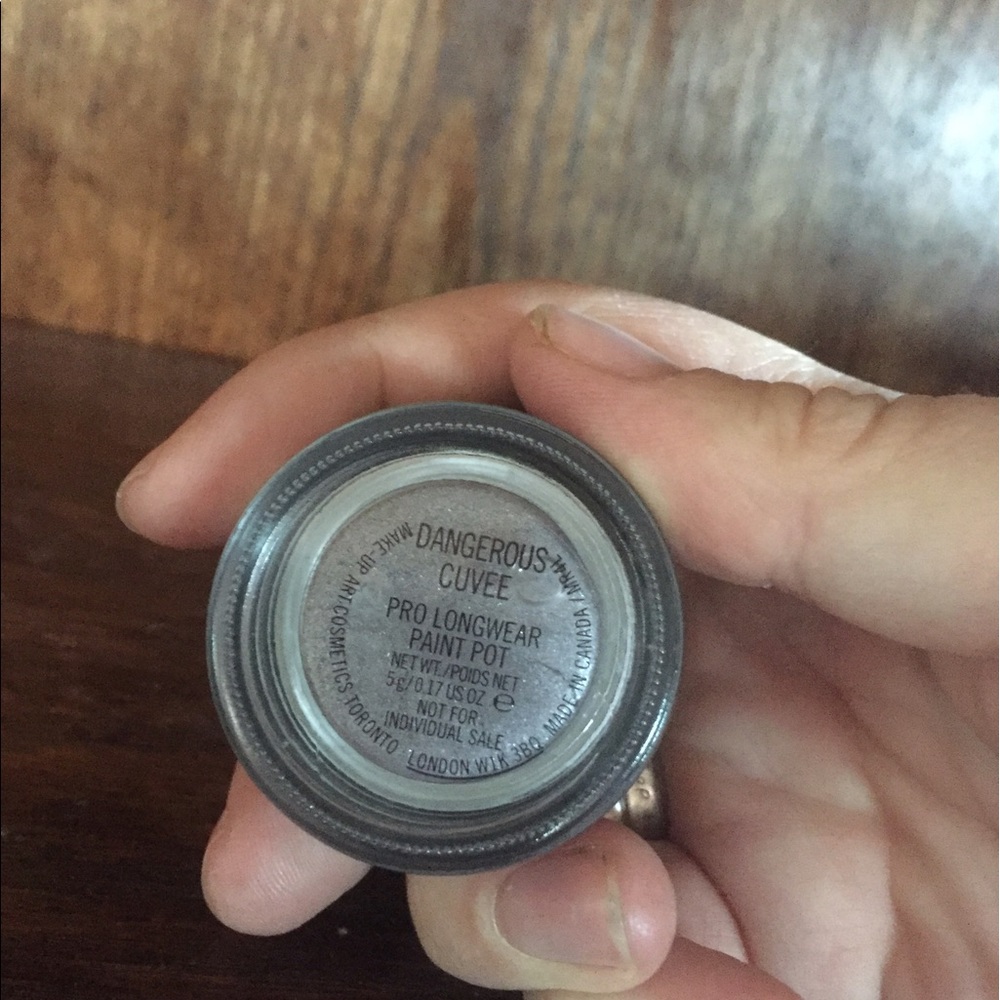 DANGEROUS
CUVEE
PRO LONGWEAR
PAINT POT
NET WT./POIDS NET
5 g/0.17 US OZ ℮
NOT FOR
INDIVIDUAL SALE
MAKE-UP ART COSMETICS TORONTO LONDON W1K 3BQ MADE IN CANADA /